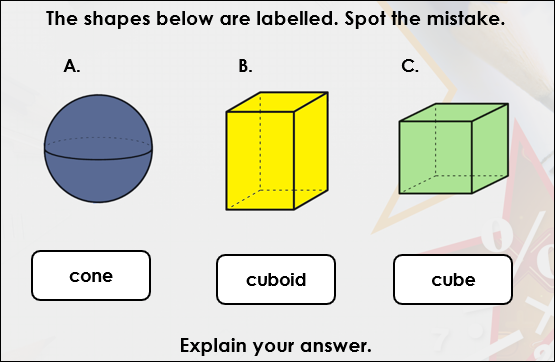 The shapes below are labelled. Spot the mistake.
A. B. C.
cone cuboid cube
Explain your answer.